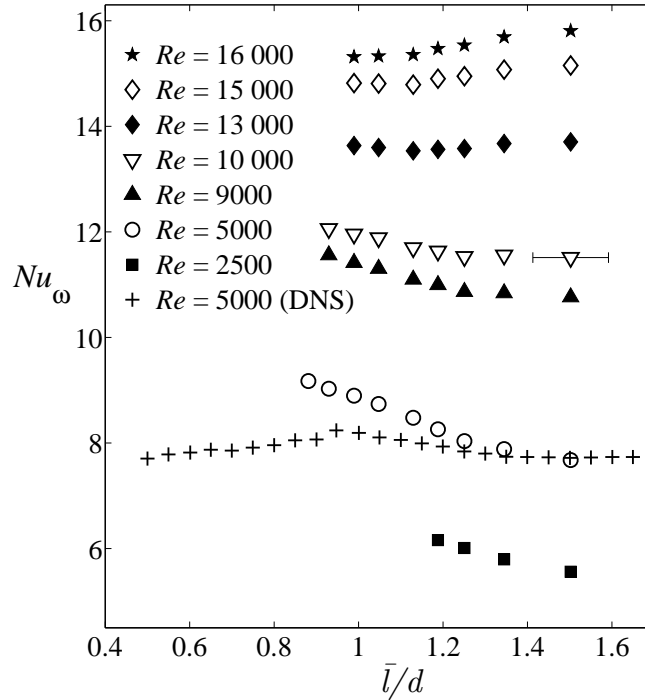 16
14
12
10
8
6
Nu_ω
★ Re = 16 000
◇ Re = 15 000
◆ Re = 13 000
▽ Re = 10 000
▲ Re = 9000
○ Re = 5000
■ Re = 2500
+ Re = 5000 (DNS)
0.4 0.6 0.8 1 1.2 1.4 1.6
l̄/d